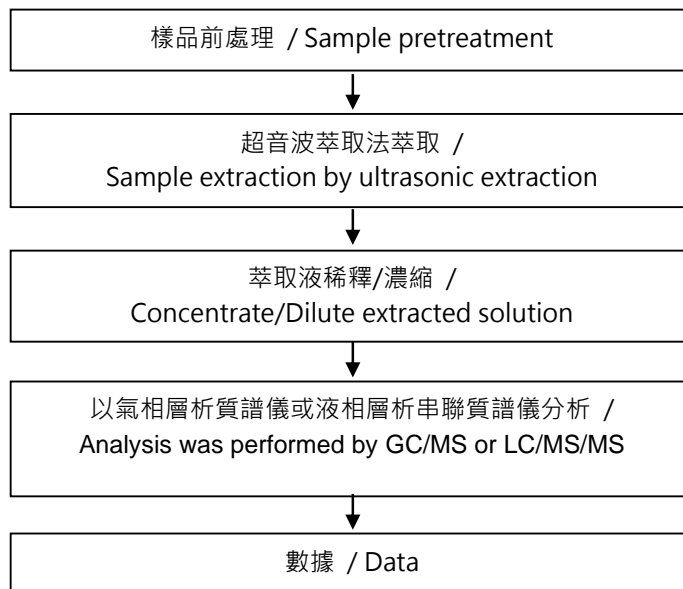 樣品前處理 / Sample pretreatment
超音波萃取法萃取 /
Sample extraction by ultrasonic extraction
萃取液稀釋/濃縮 /
Concentrate/Dilute extracted solution
以氣相層析質譜儀或液相層析串聯質譜儀分析 /
Analysis was performed by GC/MS or LC/MS/MS
數據 / Data